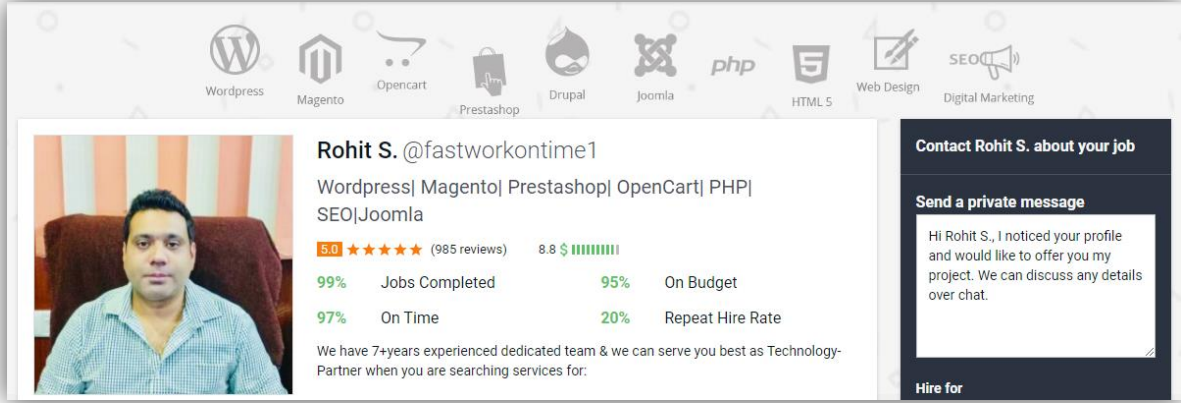 Wordpress
Magento
Opencart
Prestashop
Drupal
Joomla
php
HTML 5
Web Design
SEO
Digital Marketing
Rohit S. @fastworkontime1
Wordpress| Magento| Prestashop| OpenCart| PHP|
SEO|Joomla
5.0 (985 reviews) 8.8 $
99% Jobs Completed 95% On Budget
97% On Time 20% Repeat Hire Rate
We have 7+years experienced dedicated team & we can serve you best as Technology-
Partner when you are searching services for:
Contact Rohit S. about your job
Send a private message
Hi Rohit S., I noticed your profile
and would like to offer you my
project. We can discuss any details
over chat.
Hire for